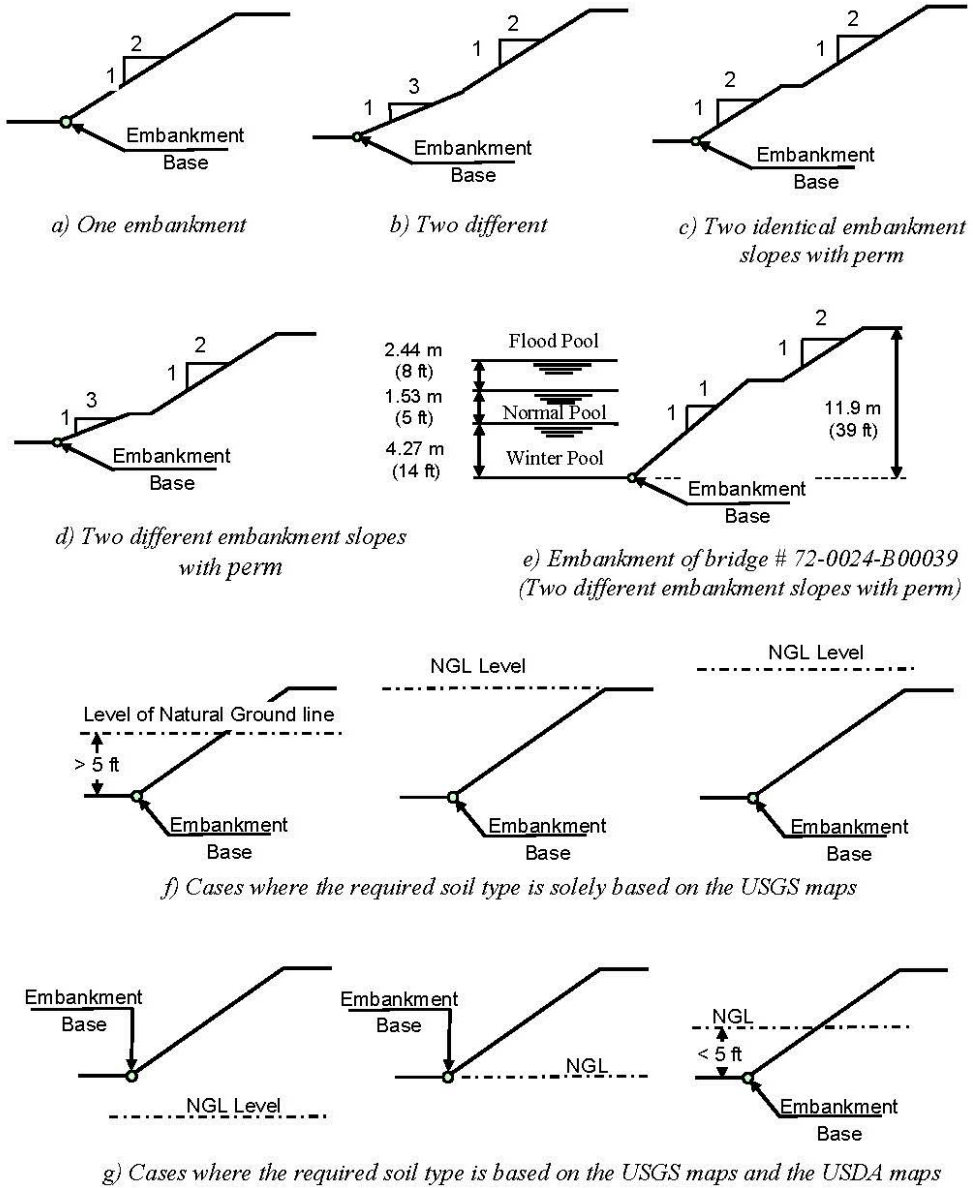 2
1
Embankment
Base
a) One embankment
2
1
3
1
Embankment
Base
b) Two different
2
1
2
1
Embankment
Base
c) Two identical embankment
slopes with perm
2
1
3
1
Embankment
Base
d) Two different embankment slopes
with perm
Flood Pool
2.44 m
(8 ft)
1.53 m
(5 ft)
Normal Pool
4.27 m
(14 ft)
Winter Pool
2
1
1
1
11.9 m
(39 ft)
Embankment
Base
e) Embankment of bridge # 72-0024-B00039
(Two different embankment slopes with perm)
Level of Natural Ground line
> 5 ft
Embankment
Base
NGL Level
Embankment
Base
NGL Level
Embankment
Base
f) Cases where the required soil type is solely based on the USGS maps
Embankment
Base
NGL Level
Embankment
Base
NGL
NGL
< 5 ft
Embankment
Base
g) Cases where the required soil type is based on the USGS maps and the USDA maps